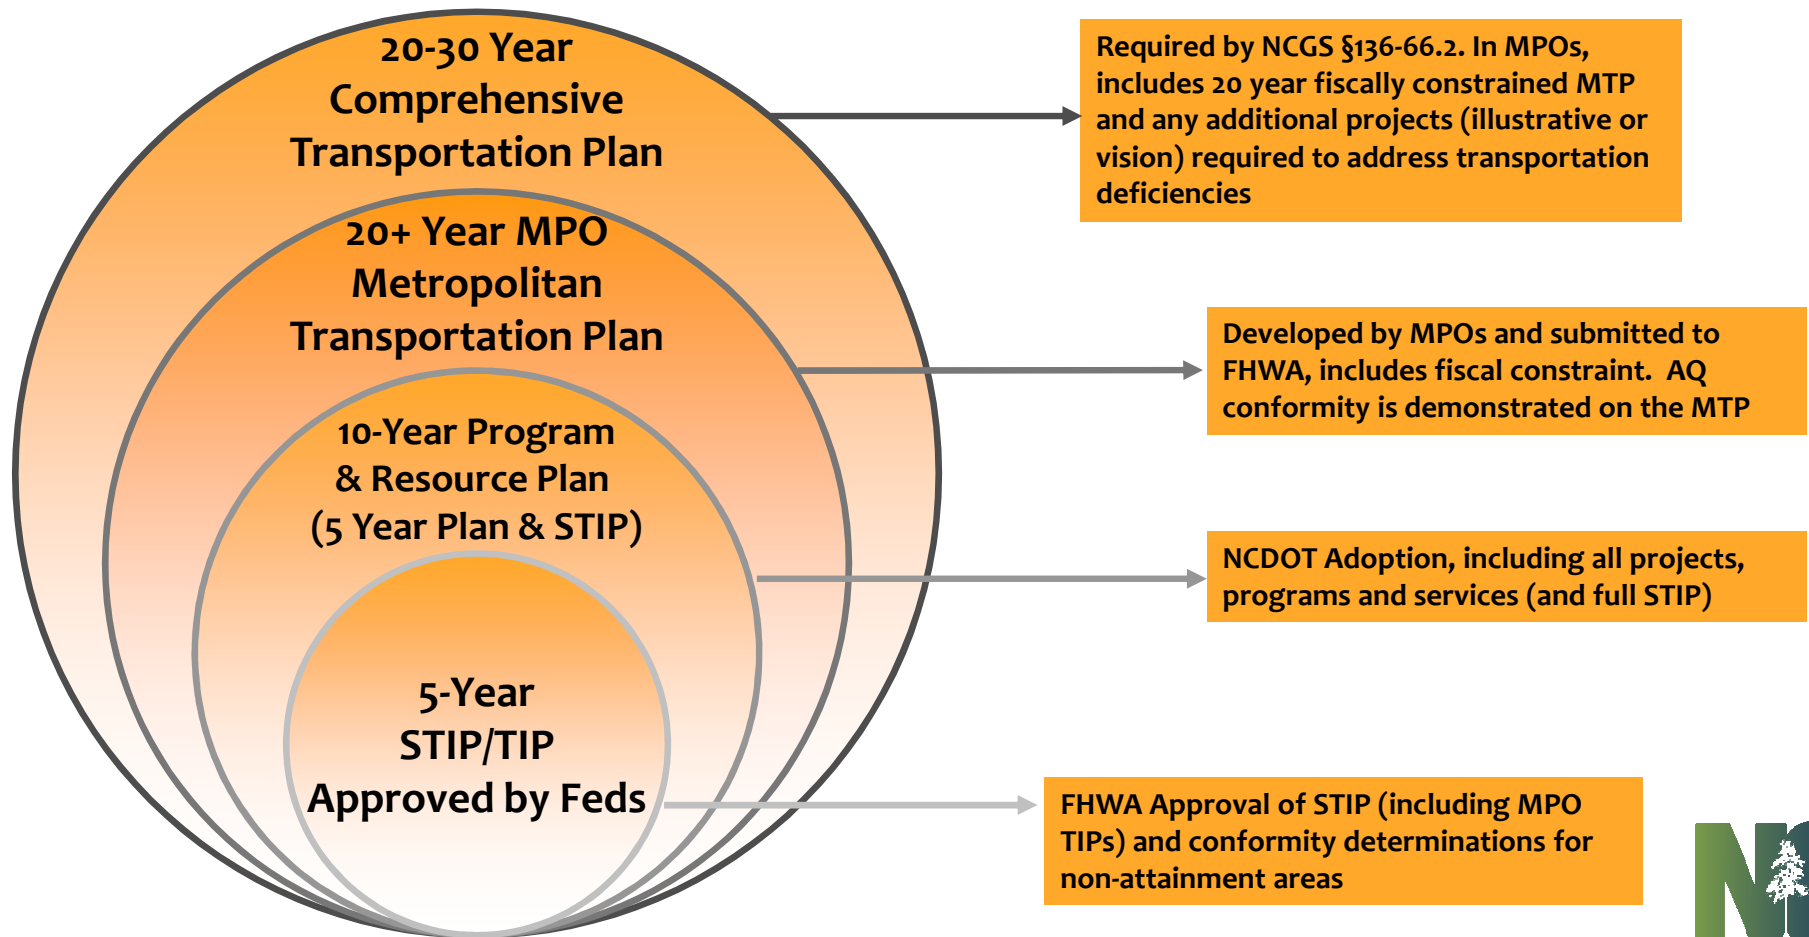 20-30 Year
Comprehensive
Transportation Plan
Required by NCGS §136-66.2. In MPOs,
includes 20 year fiscally constrained MTP
and any additional projects (illustrative or
vision) required to address transportation
deficiencies
20+ Year MPO
Metropolitan
Transportation Plan
Developed by MPOs and submitted to
FHWA, includes fiscal constraint.  AQ
conformity is demonstrated on the MTP
10-Year Program
& Resource Plan
(5 Year Plan & STIP)
NCDOT Adoption, including all projects,
programs and services (and full STIP)
5-Year
STIP/TIP
Approved by Feds
FHWA Approval of STIP (including MPO
TIPs) and conformity determinations for
non-attainment areas
N